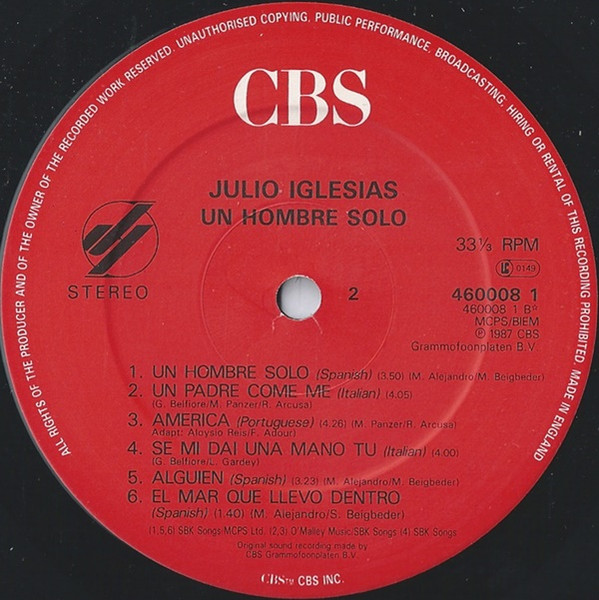 ALL RIGHTS OF THE PRODUCER AND OF THE OWNER OF THE RECORDED WORK RESERVED. UNAUTHORISED COPYING, PUBLIC PERFORMANCE, BROADCASTING, HIRING OR RENTAL OF THIS RECORDING PROHIBITED. MADE IN ENGLAND
CBS
JULIO IGLESIAS
UN HOMBRE SOLO
STEREO
33⅓ RPM
LC 0149
2
460008 1
460008 1 Bº
MCPS/BIEM
℗ 1987 CBS
Grammofoonplaten B.V.
1. UN HOMBRE SOLO (Spanish) (3.50) (M. Alejandro/M. Beigbeder)
2. UN PADRE COME ME (Italian) (4.05)
(G. Belfiore/M. Panzer/R. Arcusa)
3. AMERICA (Portuguese) (4.26) (M. Panzer/R. Arcusa)
Adapt: Aloysio Reis/F. Adour)
4. SE MI DAI UNA MANO TU (Italian) (4.00)
(G. Belfiore/L. Gardey)
5. ALGUIEN (Spanish) (3.23) (M. Alejandro/M. Beigbeder)
6. EL MAR QUE LLEVO DENTRO
(Spanish) (1.40) (M. Alejandro/S. Beigbeder)
(1,5,6) SBK Songs-MCPS Ltd. (2,3) O'Malley Music/SBK Songs (4) SBK Songs
Original sound recording made by
CBS Grammofoonplaten B.V.
CBS™ CBS INC.